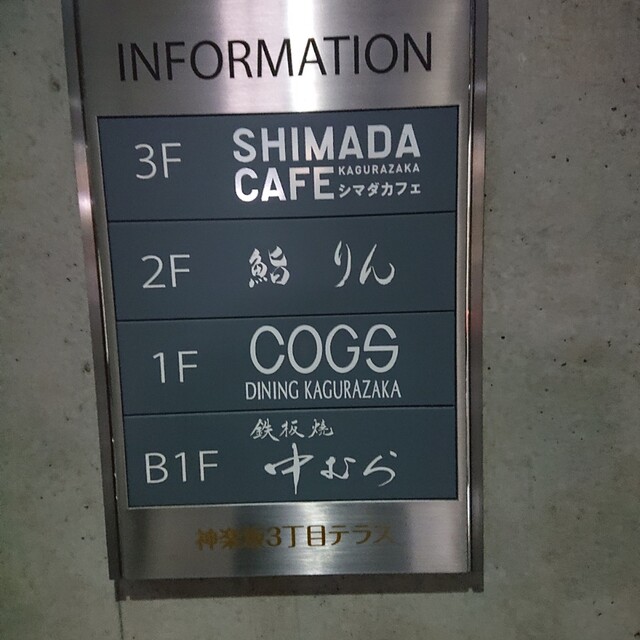 INFORMATION
3F
SHIMADA
CAFE
KAGURAZAKA
シマダカフェ
2F
鮨 りん
1F
COGS
DINING KAGURAZAKA
B1F
鉄板焼
中むら
神楽坂3丁目テラス